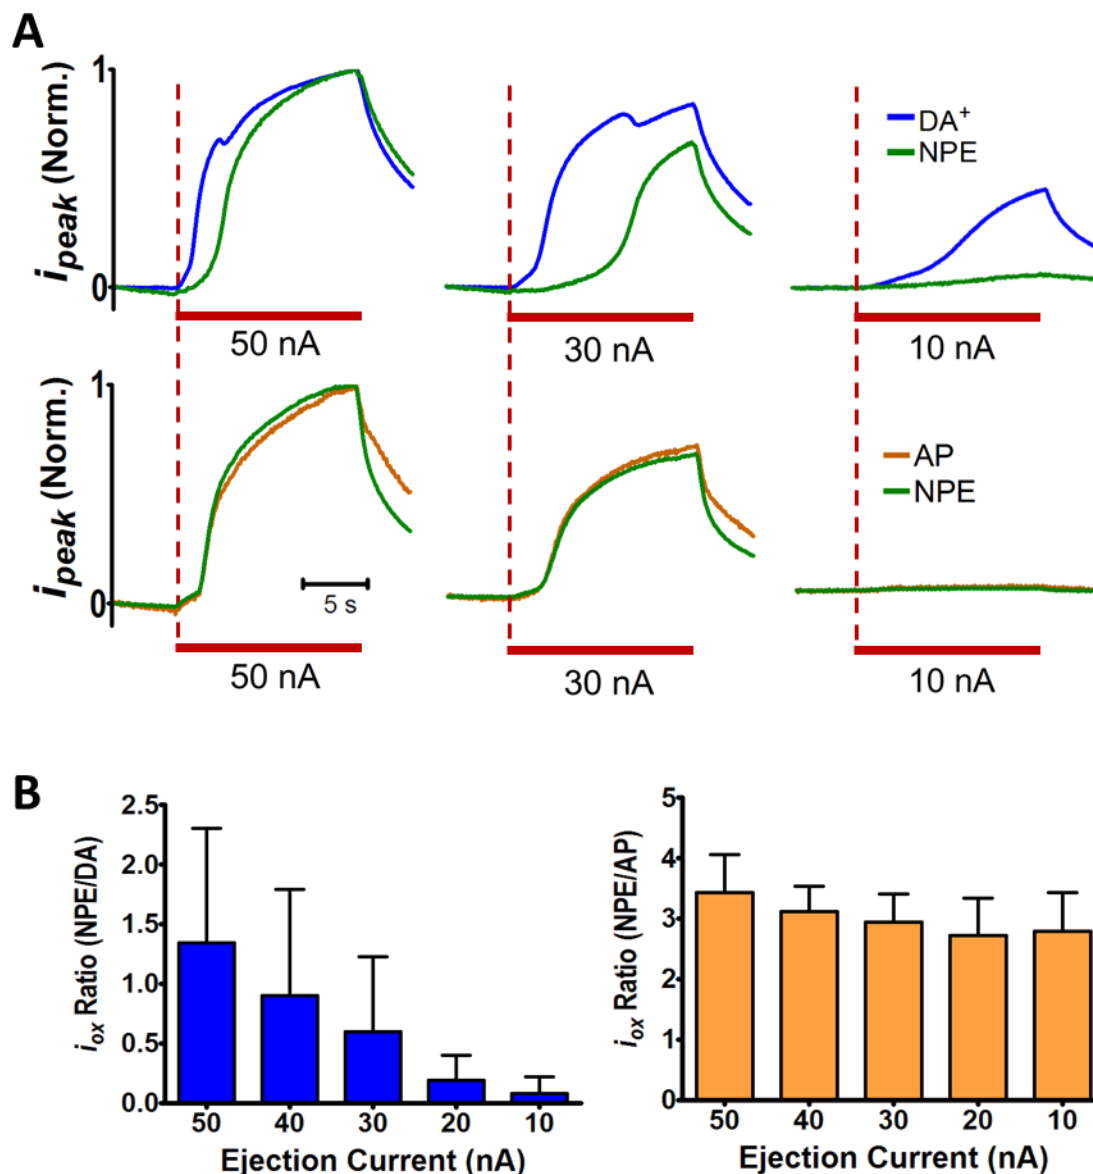 A
i_peak (Norm.)
1
0
DA⁺
NPE
50 nA
30 nA
10 nA
i_peak (Norm.)
1
0
AP
NPE
5 s
50 nA
30 nA
10 nA
B
i_ox Ratio (NPE/DA)
2.5
2.0
1.5
1.0
0.5
0.0
50 40 30 20 10
Ejection Current (nA)
i_ox Ratio (NPE/AP)
5
4
3
2
1
0
50 40 30 20 10
Ejection Current (nA)